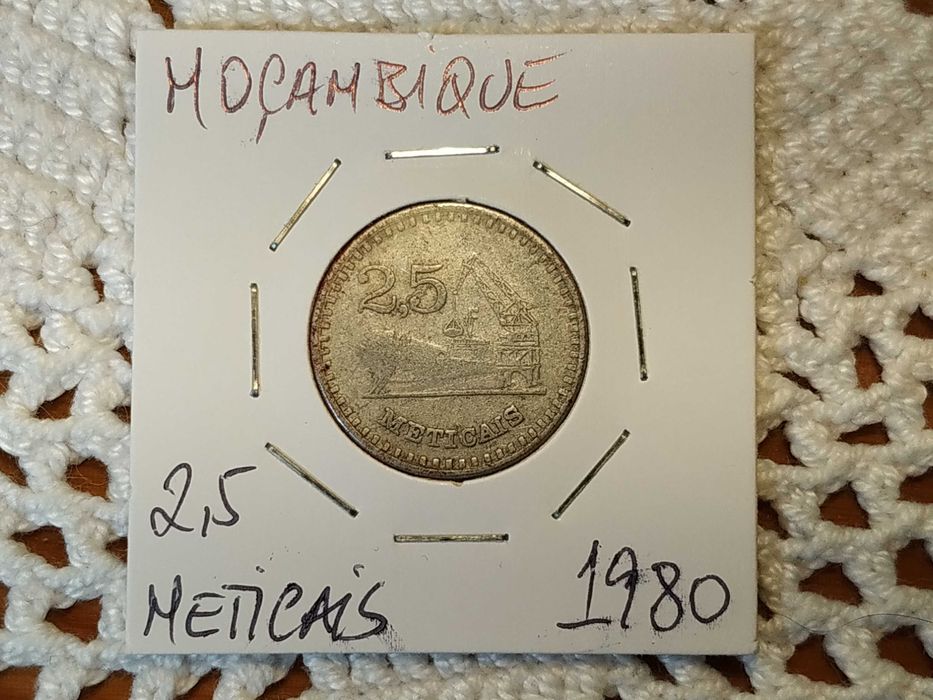 MOÇAMBIQUE
2,5
METICAIS
2,5
METICAIS
1980